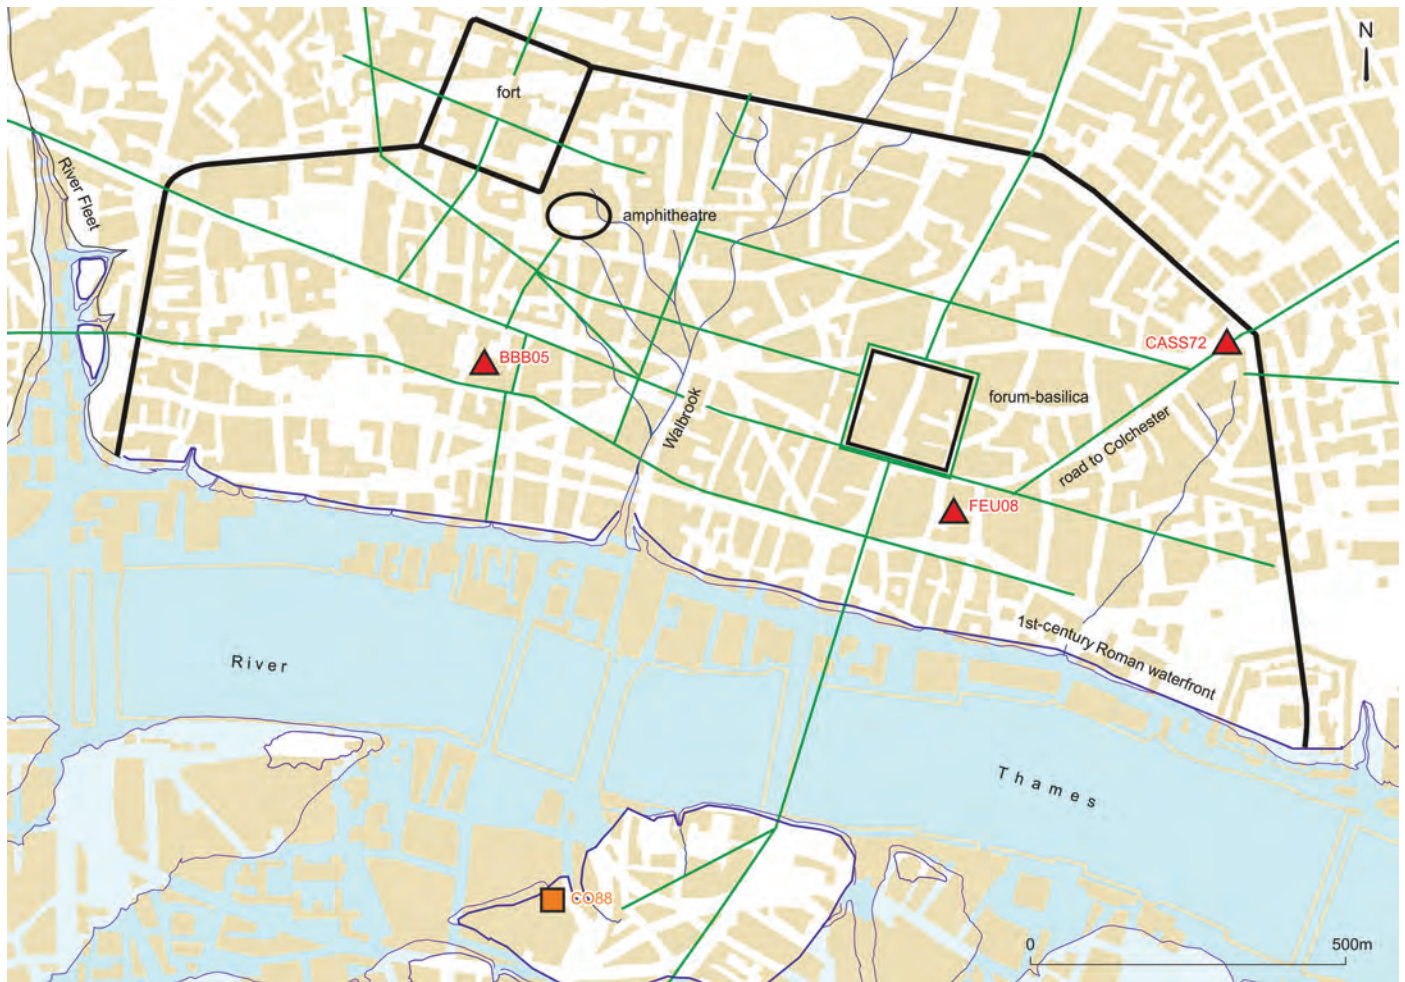 N
fort
River Fleet
amphitheatre
CASS72
BBB05
forum-basilica
Walbrook
road to Colchester
FEU08
1st-century Roman waterfront
River
Thames
CO88
0 500m